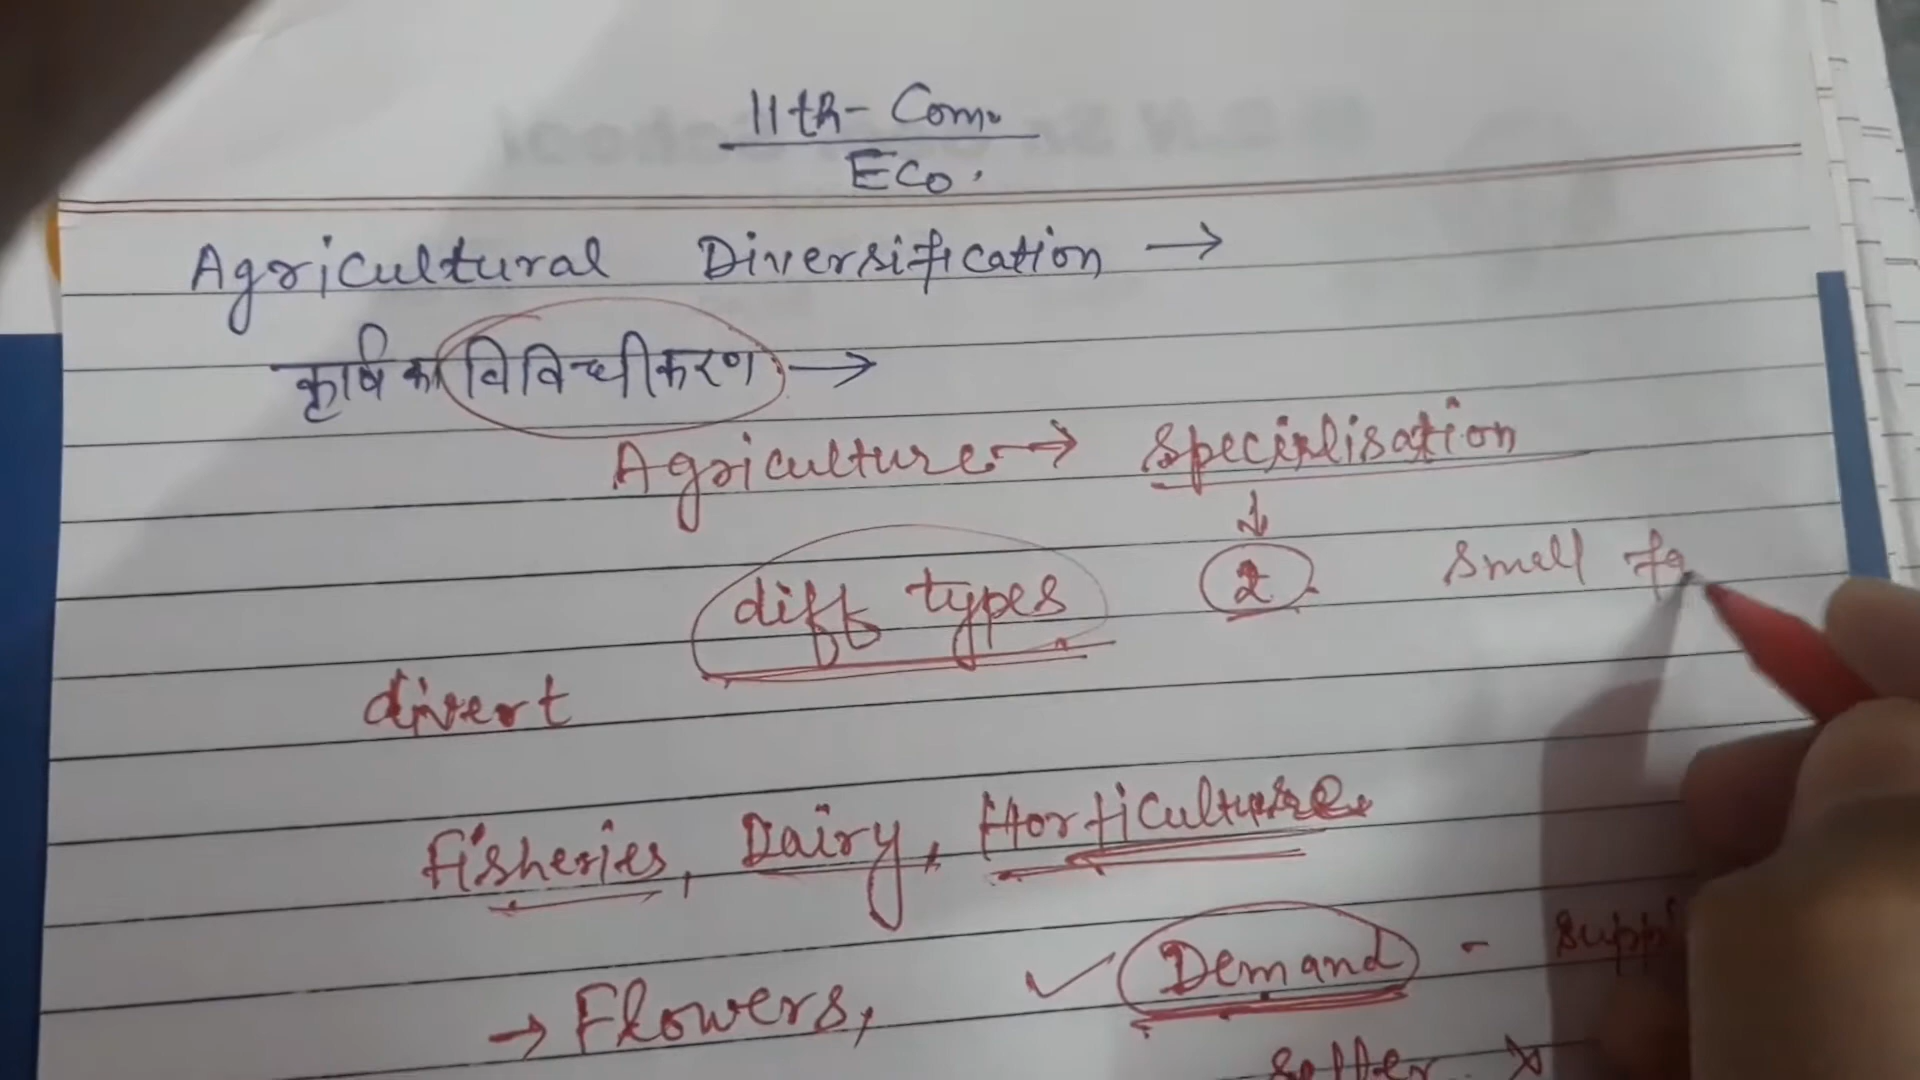 11th- Com.
Eco.
Agricultural Diversification →
कृषि का विविधीकरण →
Agriculture → specialisation
↓
diff types 2 Small fa
divert
Fisheries, Dairy, Horticulture
→ Flowers, ✓ Demand - supp